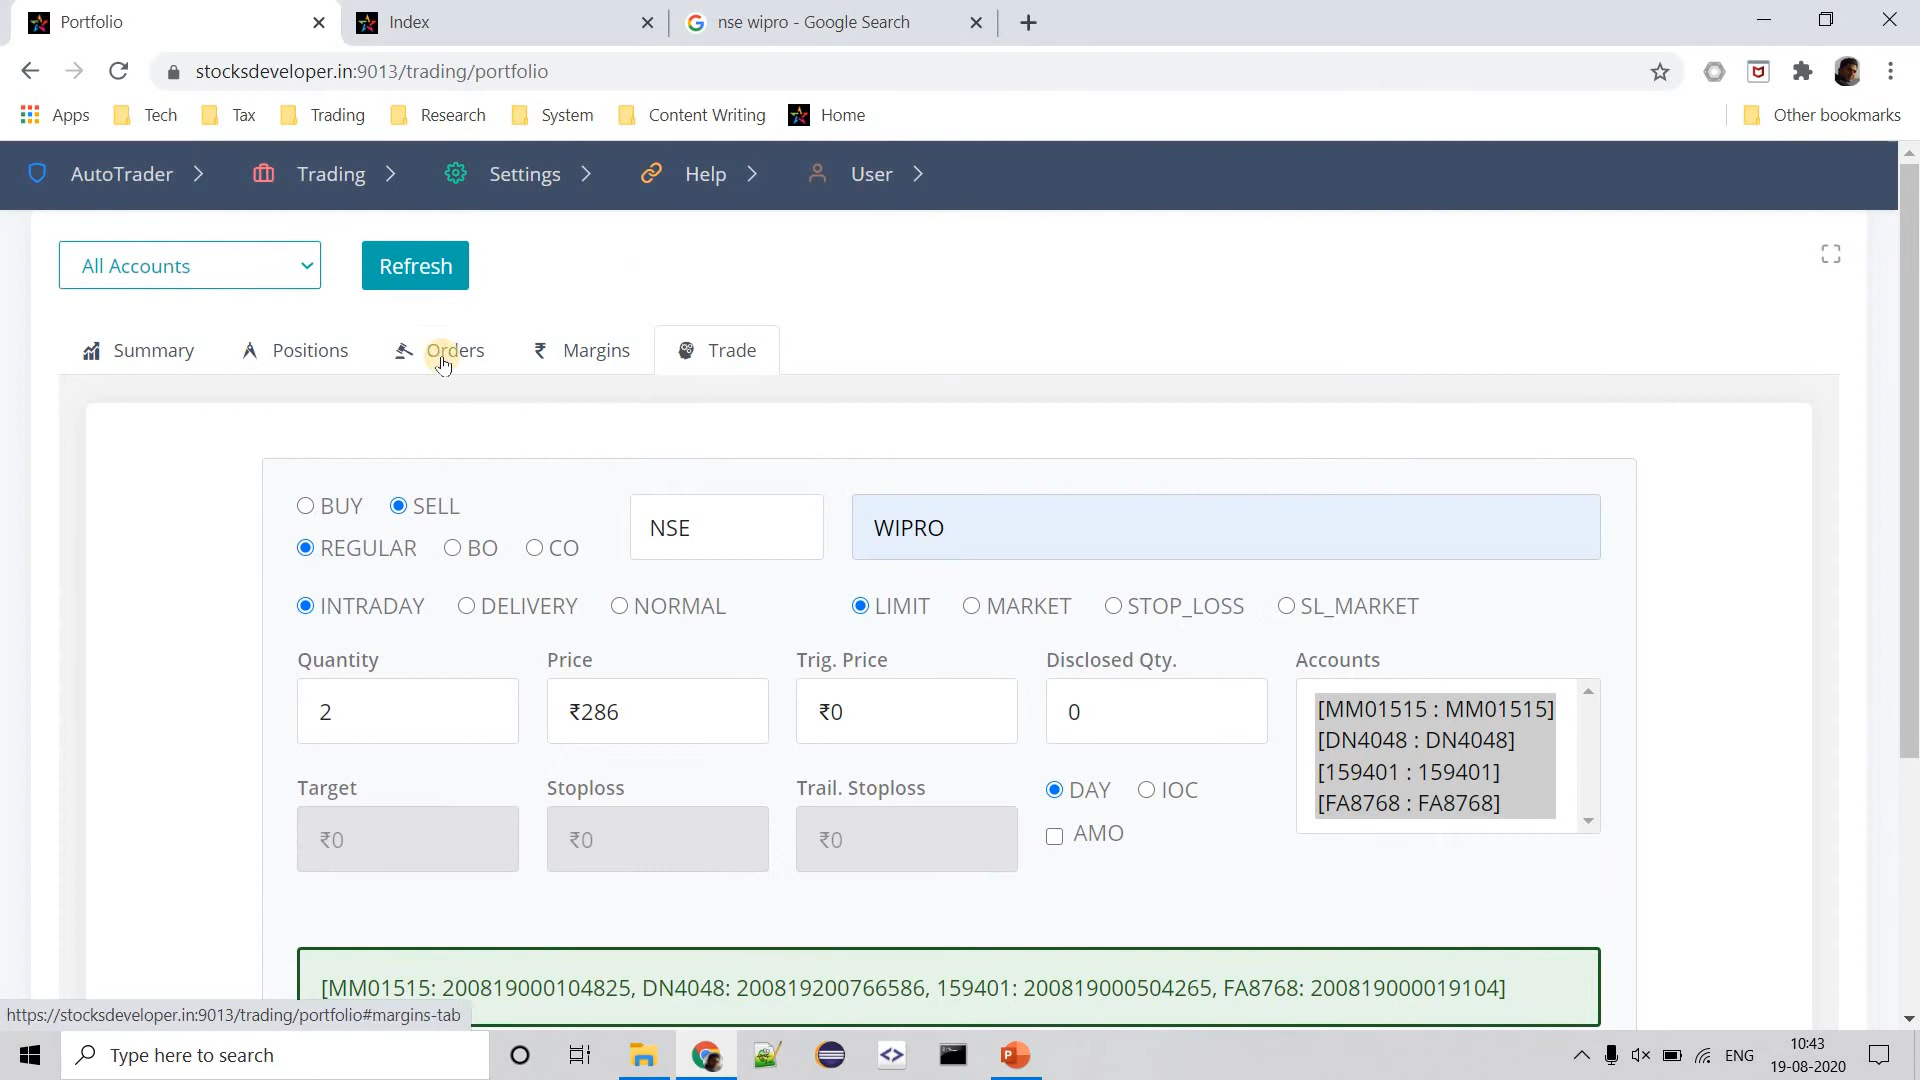 Portfolio
Index
nse wipro - Google Search
stocksdeveloper.in:9013/trading/portfolio
Apps
Tech
Tax
Trading
Research
System
Content Writing
Home
Other bookmarks
AutoTrader
Trading
Settings
Help
User
All Accounts
Refresh
Summary
Positions
Orders
₹ Margins
Trade
BUY SELL
NSE
WIPRO
REGULAR BO CO
INTRADAY DELIVERY NORMAL
LIMIT MARKET STOP_LOSS SL_MARKET
Quantity
Price
Trig. Price
Disclosed Qty.
Accounts
2
₹286
₹0
0
[MM01515 : MM01515]
[DN4048 : DN4048]
[159401 : 159401]
[FA8768 : FA8768]
Target
Stoploss
Trail. Stoploss
DAY IOC
₹0
₹0
₹0
AMO
[MM01515: 200819000104825, DN4048: 200819200766586, 159401: 200819000504265, FA8768: 200819000019104]
https://stocksdeveloper.in:9013/trading/portfolio#margins-tab
Type here to search
ENG
10:43
19-08-2020